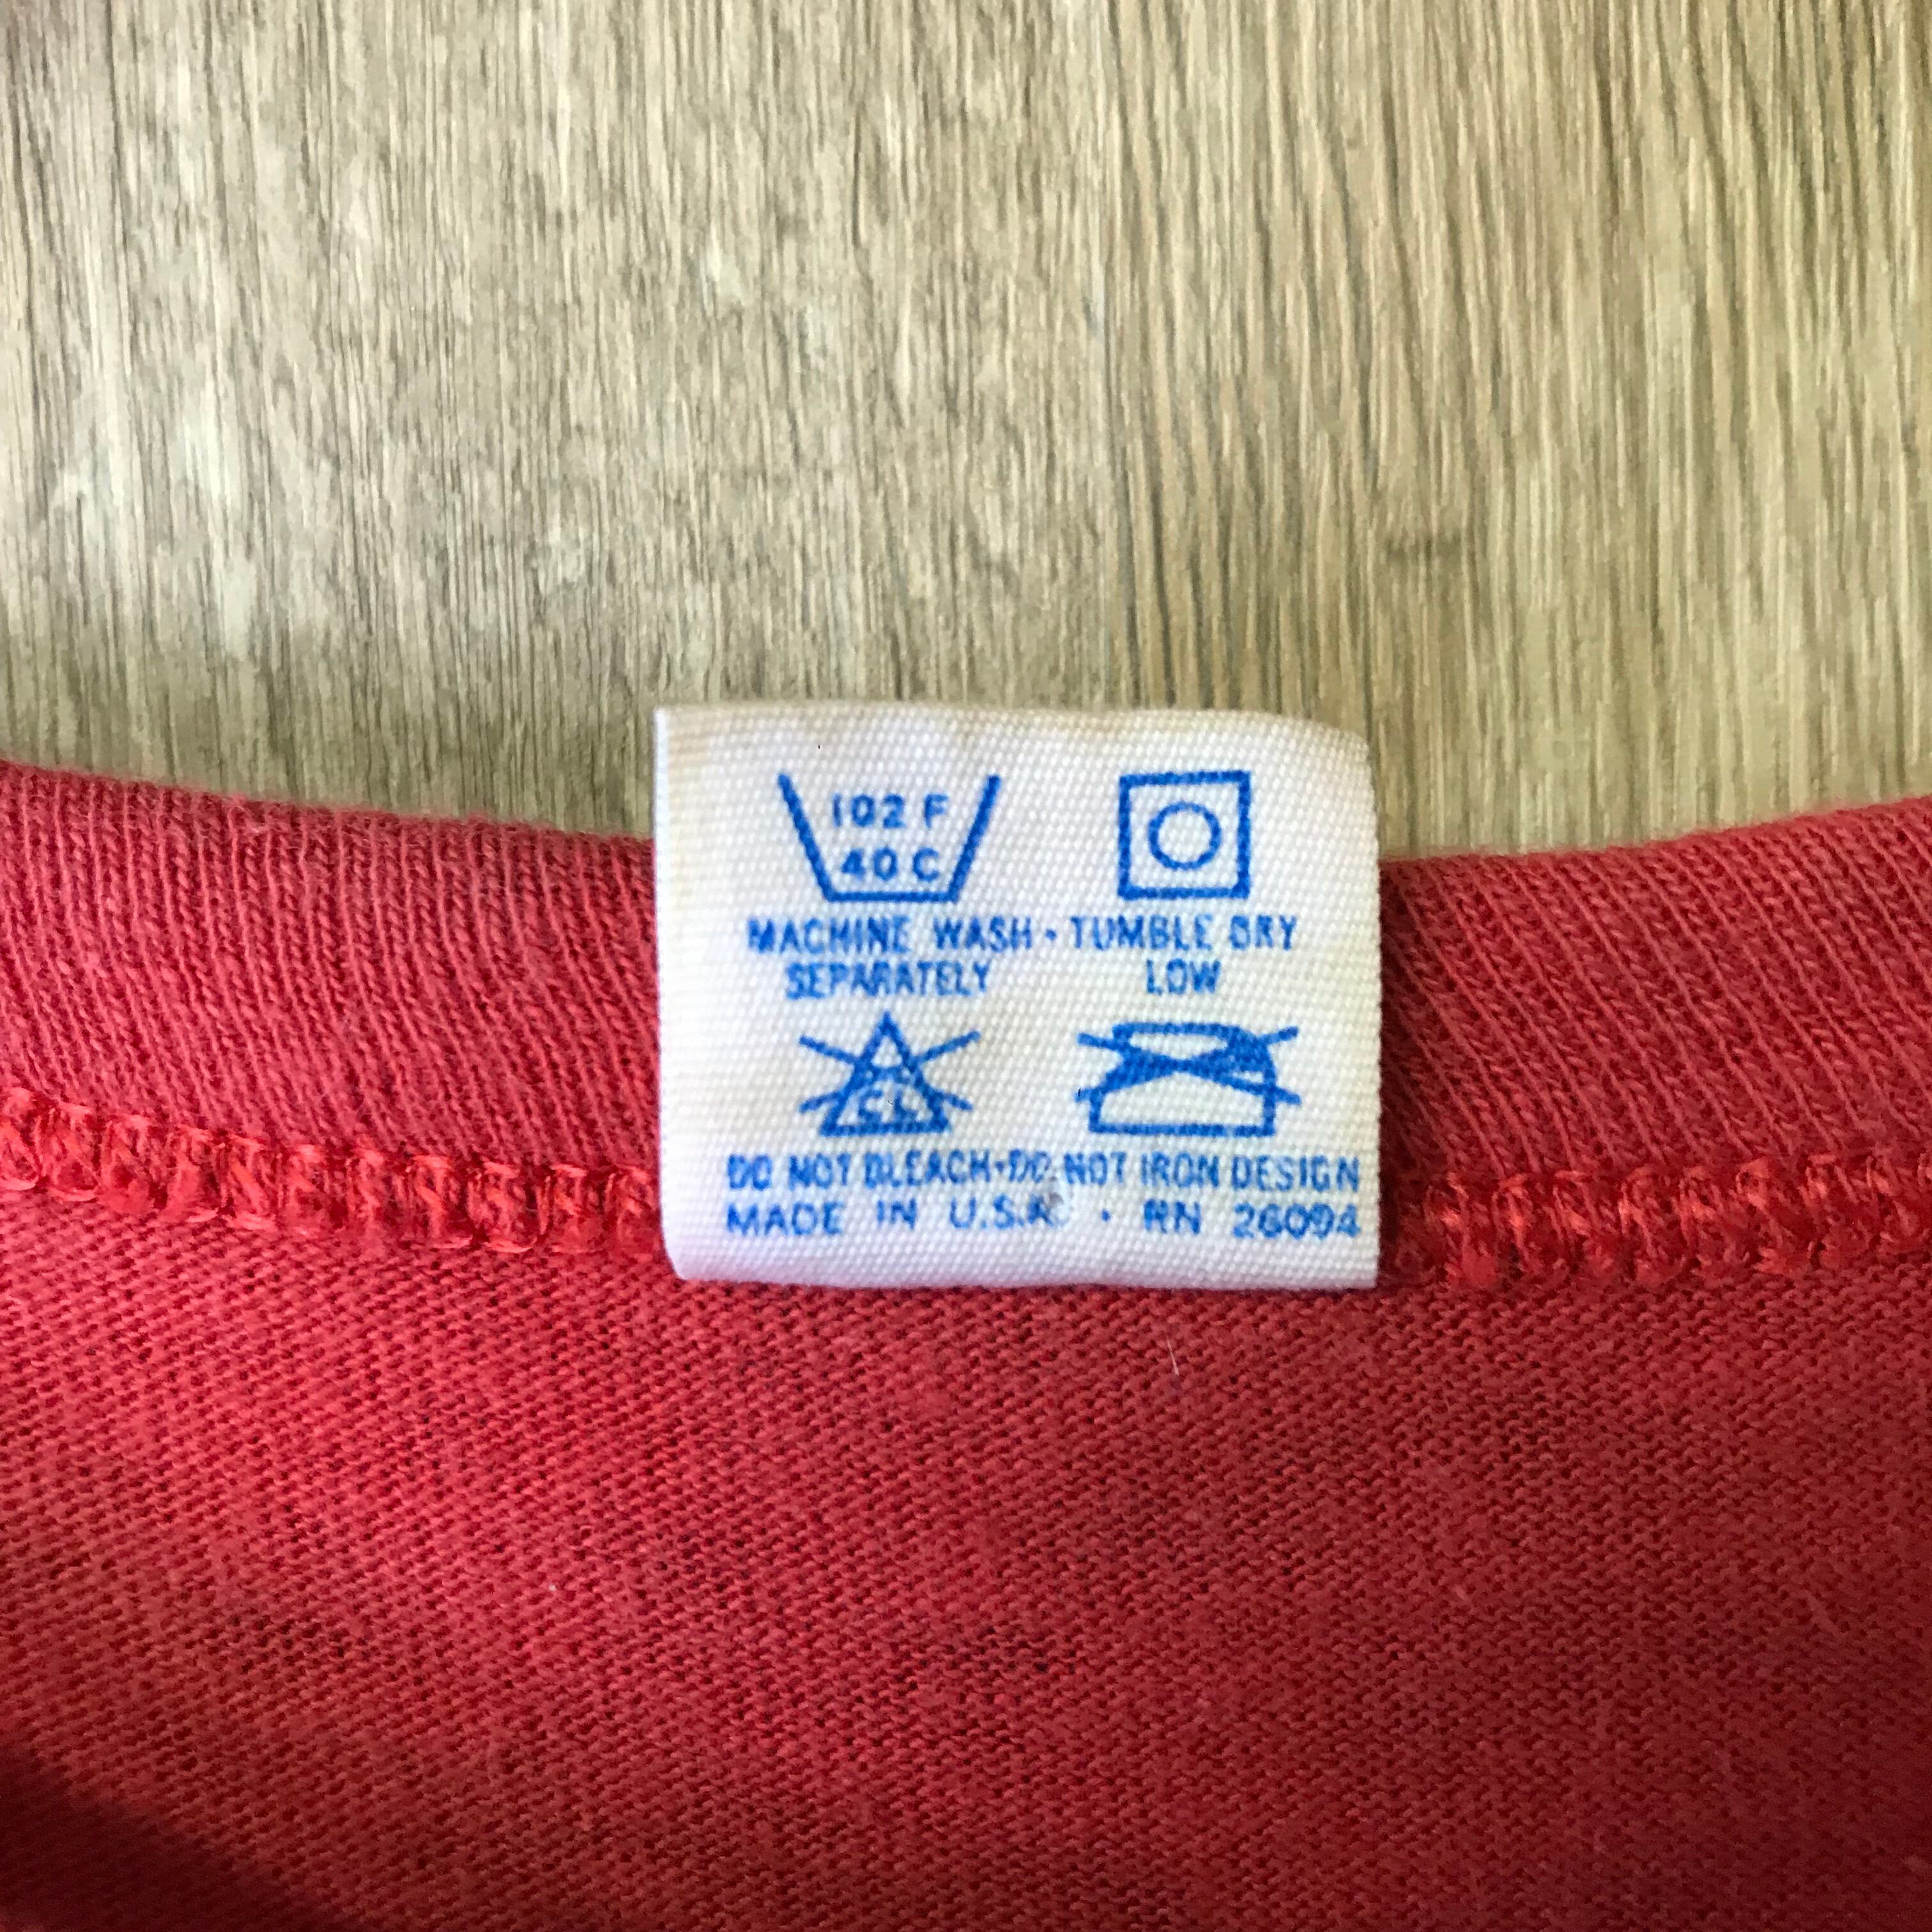 102 F
40 C
MACHINE WASH • TUMBLE DRY
SEPARATELY LOW
CL
DO NOT BLEACH • DO NOT IRON DESIGN
MADE IN U.S.A. • RN 26094